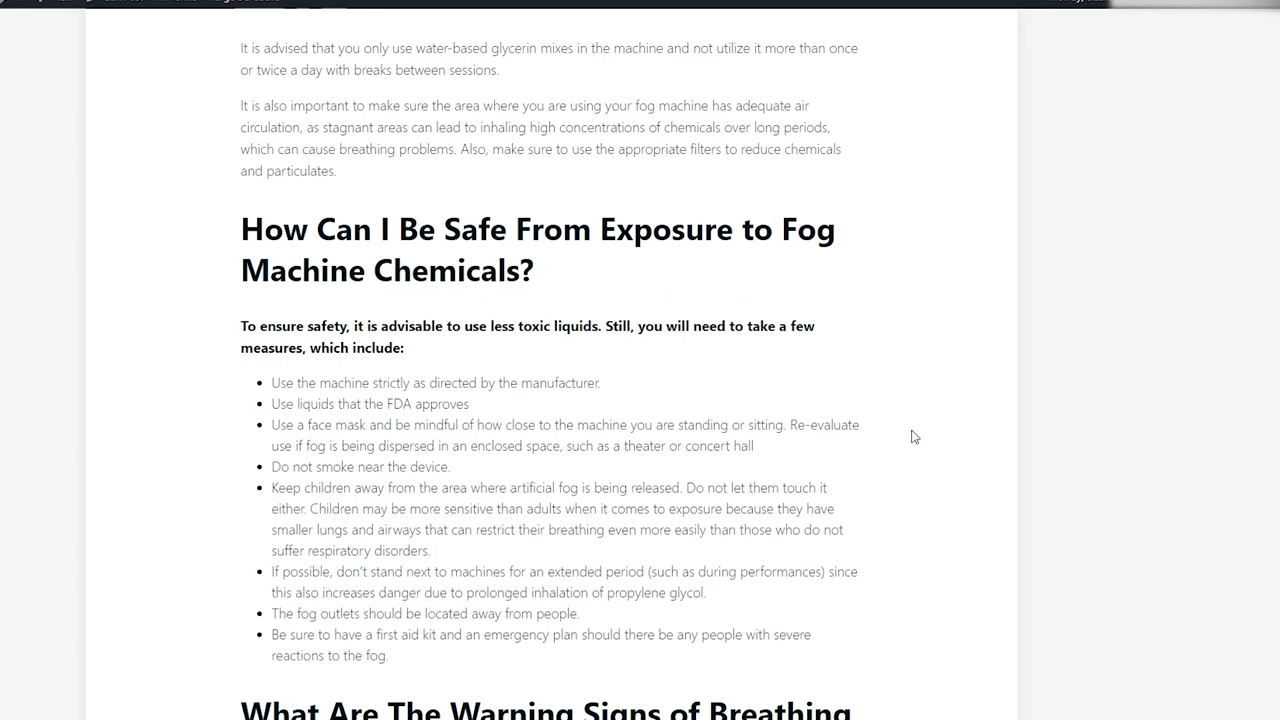 It is advised that you only use water-based glycerin mixes in the machine and not utilize it more than once
or twice a day with breaks between sessions.
It is also important to make sure the area where you are using your fog machine has adequate air
circulation, as stagnant areas can lead to inhaling high concentrations of chemicals over long periods,
which can cause breathing problems. Also, make sure to use the appropriate filters to reduce chemicals
and particulates.
How Can I Be Safe From Exposure to Fog
Machine Chemicals?
To ensure safety, it is advisable to use less toxic liquids. Still, you will need to take a few
measures, which include:
Use the machine strictly as directed by the manufacturer.
Use liquids that the FDA approves
Use a face mask and be mindful of how close to the machine you are standing or sitting. Re-evaluate
use if fog is being dispersed in an enclosed space, such as a theater or concert hall
Do not smoke near the device.
Keep children away from the area where artificial fog is being released. Do not let them touch it
either. Children may be more sensitive than adults when it comes to exposure because they have
smaller lungs and airways that can restrict their breathing even more easily than those who do not
suffer respiratory disorders.
If possible, don't stand next to machines for an extended period (such as during performances) since
this also increases danger due to prolonged inhalation of propylene glycol.
The fog outlets should be located away from people.
Be sure to have a first aid kit and an emergency plan should there be any people with severe
reactions to the fog.
What Are The Warning Signs of Breathing